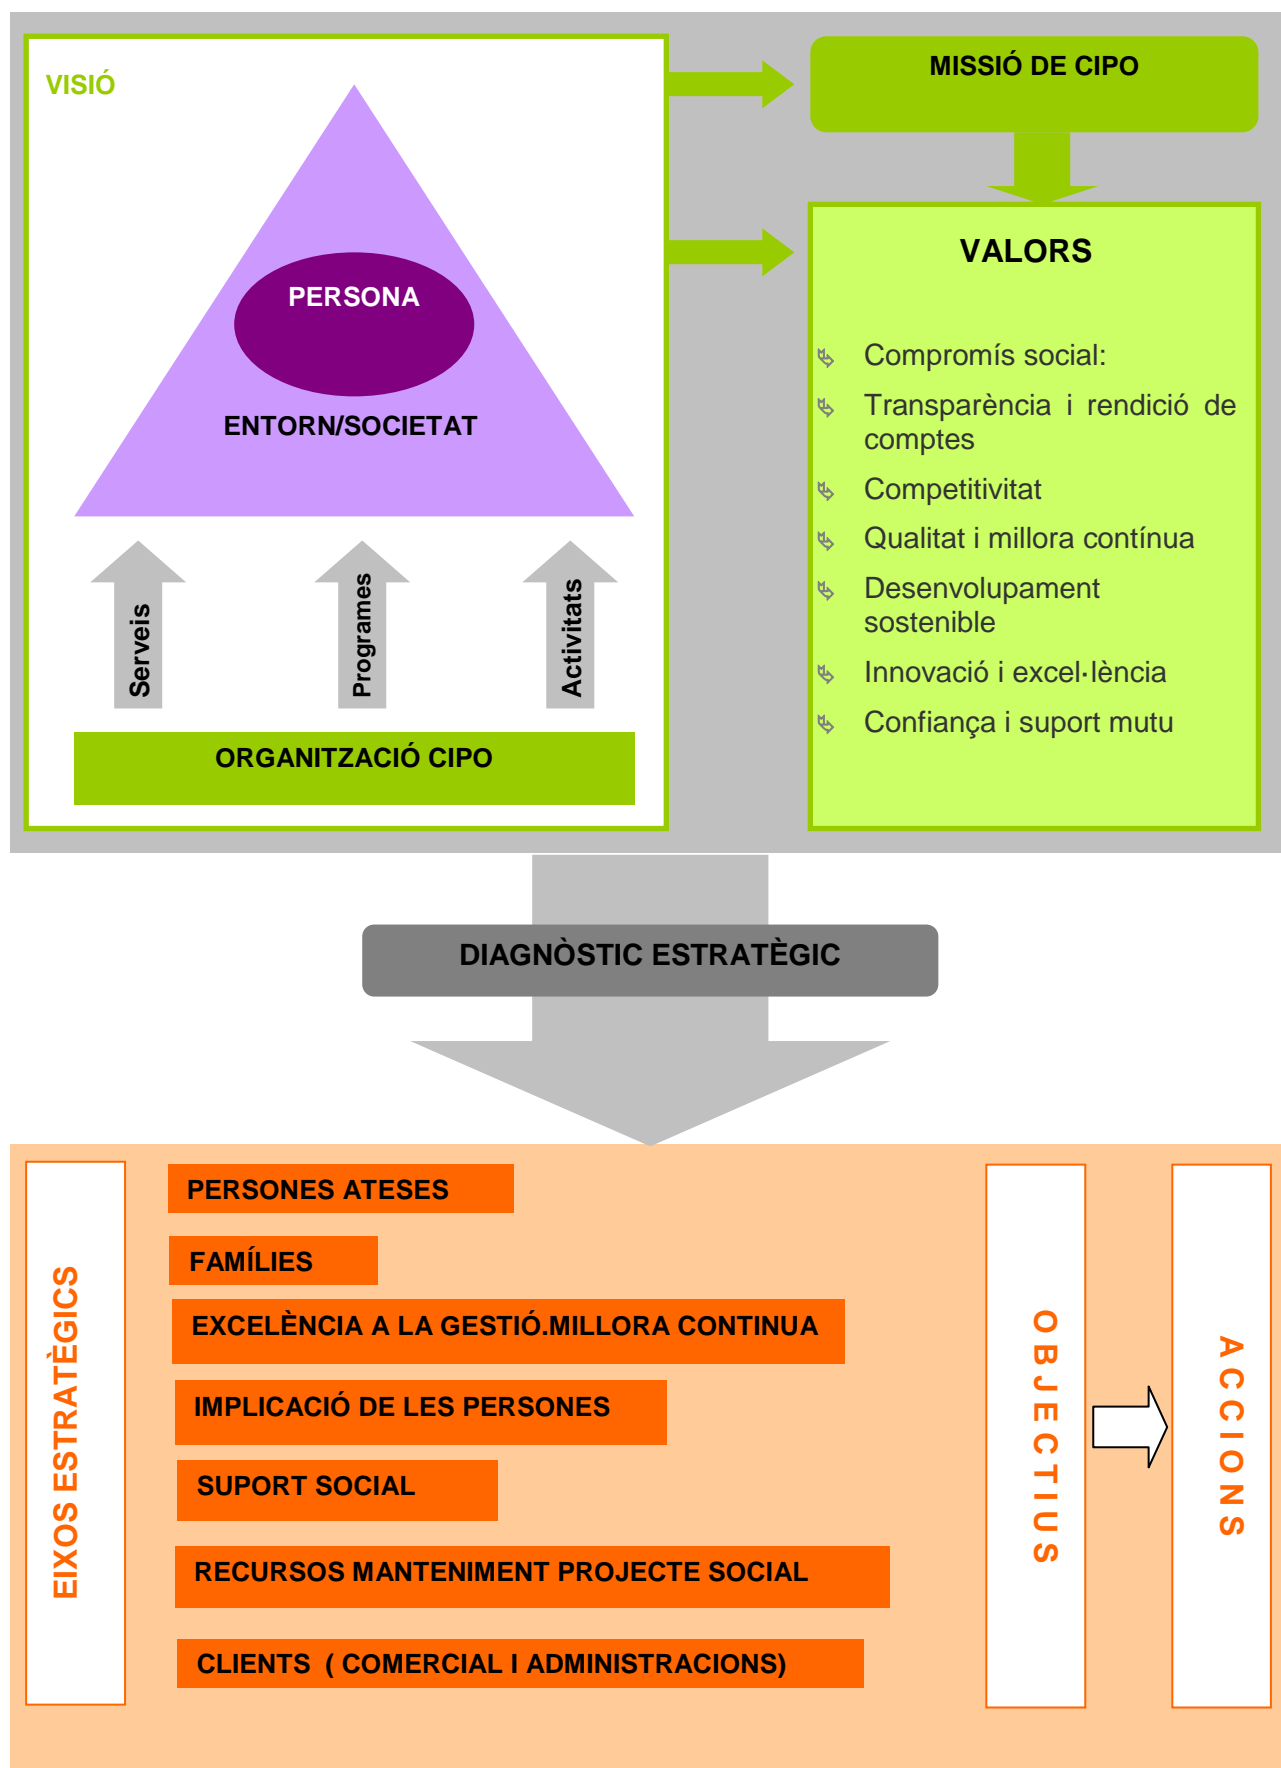 VISIÓ
PERSONA
ENTORN/SOCIETAT
Serveis
Programes
Activitats
ORGANITZACIÓ CIPO
MISSIÓ DE CIPO
VALORS
Compromís social:
Transparència i rendició de
comptes
Competitivitat
Qualitat i millora contínua
Desenvolupament
sostenible
Innovació i excel·lència
Confiança i suport mutu
DIAGNÒSTIC ESTRATÈGIC
EIXOS ESTRATÈGICS
PERSONES ATESES
FAMÍLIES
EXCELÈNCIA A LA GESTIÓ.MILLORA CONTINUA
IMPLICACIÓ DE LES PERSONES
SUPORT SOCIAL
RECURSOS MANTENIMENT PROJECTE SOCIAL
CLIENTS ( COMERCIAL I ADMINISTRACIONS)
OBJECTIUS
ACCIONS